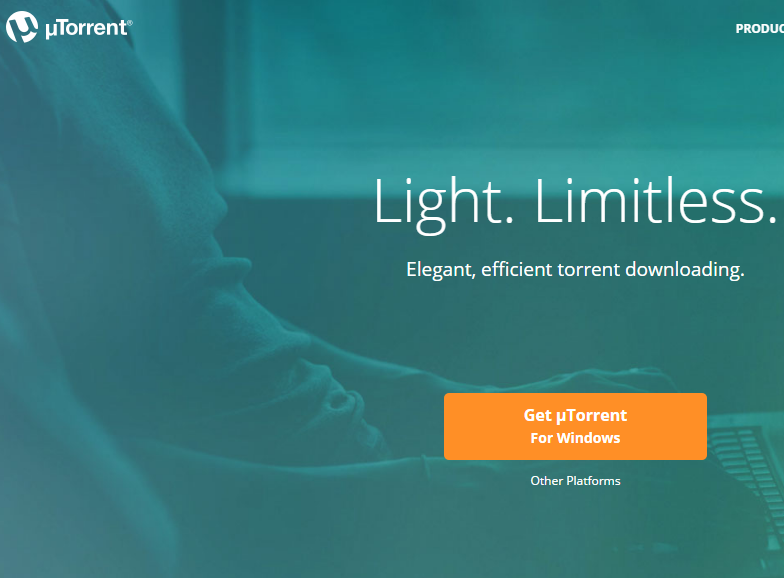 µTorrent®
PRODUC
Light. Limitless.
Elegant, efficient torrent downloading.
Get µTorrent
For Windows
Other Platforms